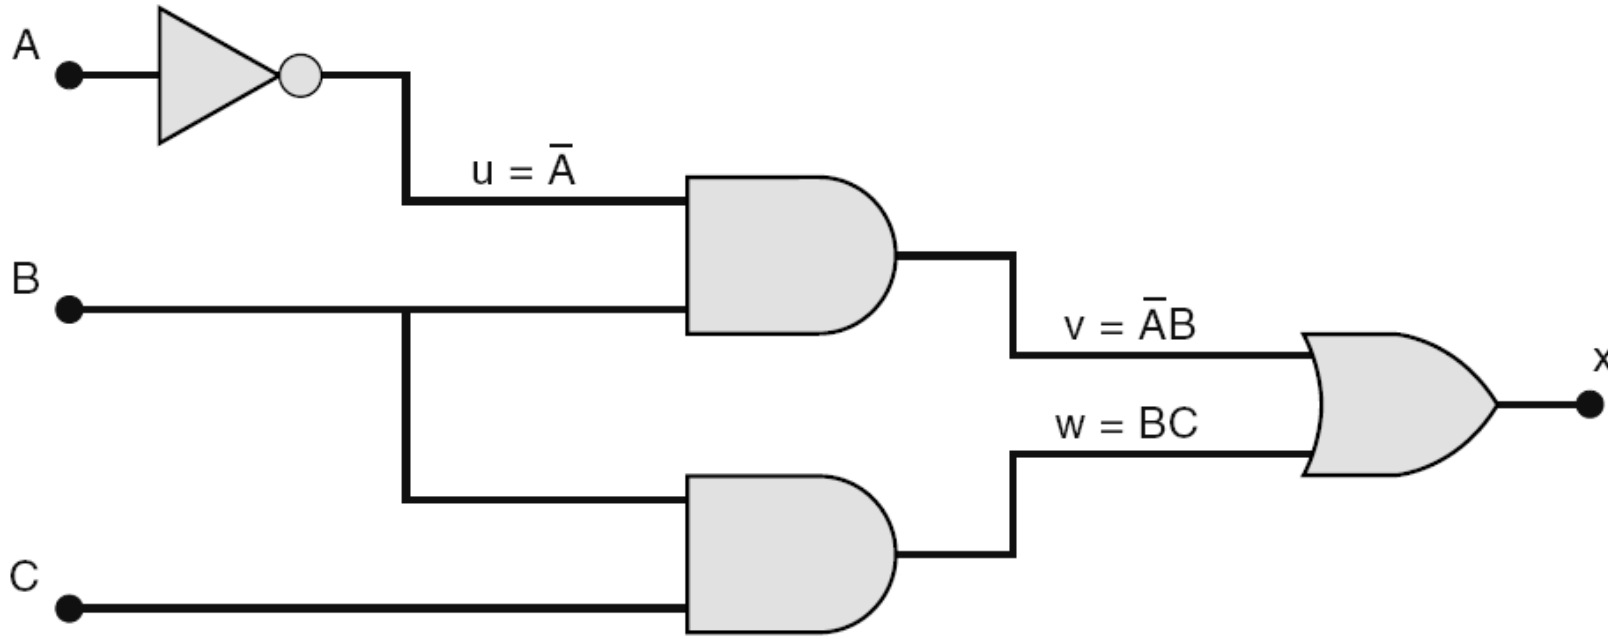 A
u = A̅
B
v = A̅B
x
w = BC
C